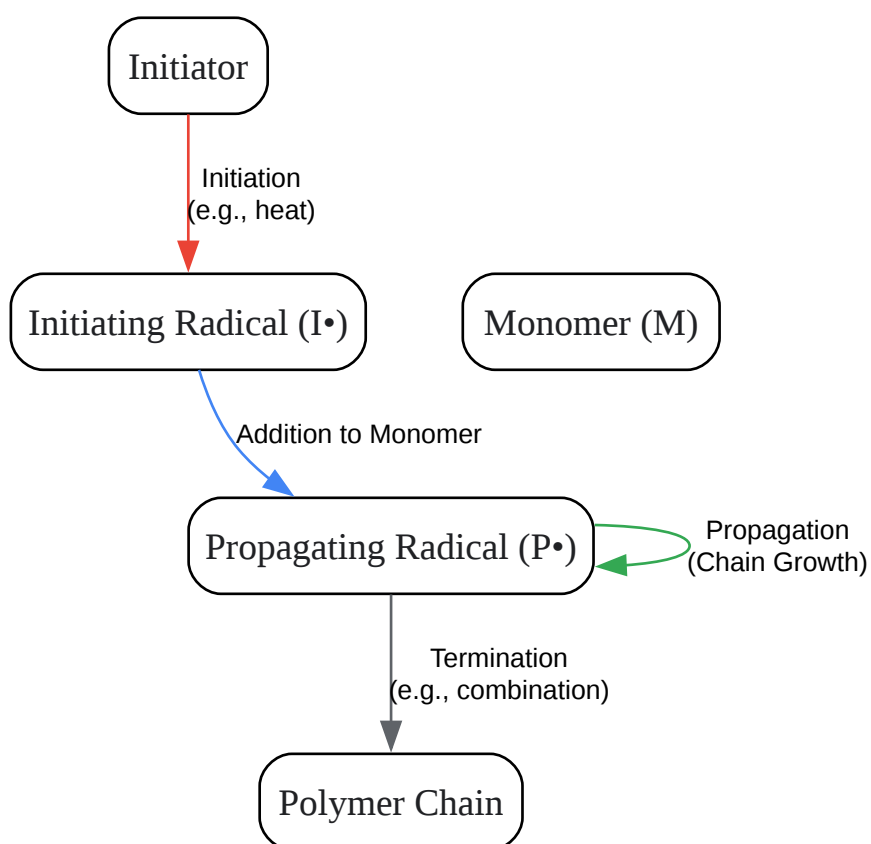 Initiator
Initiation
(e.g., heat)
Initiating Radical (I•)
Monomer (M)
Addition to Monomer
Propagating Radical (P•)
Propagation
(Chain Growth)
Termination
(e.g., combination)
Polymer Chain